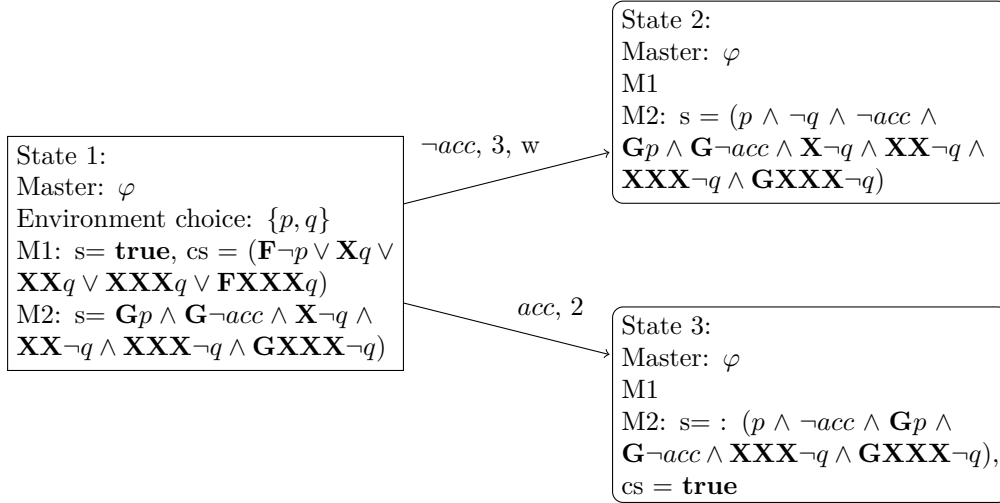 State 1:
Master: φ
Environment choice: {p, q}
M1: s= true, cs = (F¬p ∨ Xq ∨
XXq ∨ XXXq ∨ FXXXq)
M2: s= Gp ∧ G¬acc ∧ X¬q ∧
XX¬q ∧ XXX¬q ∧ GXXX¬q)
¬acc, 3, w
acc, 2
State 2:
Master: φ
M1
M2: s = (p ∧ ¬q ∧ ¬acc ∧
Gp ∧ G¬acc ∧ X¬q ∧ XX¬q ∧
XXX¬q ∧ GXXX¬q)
State 3:
Master: φ
M1
M2: s= : (p ∧ ¬acc ∧ Gp ∧
G¬acc ∧ XXX¬q ∧ GXXX¬q),
cs = true